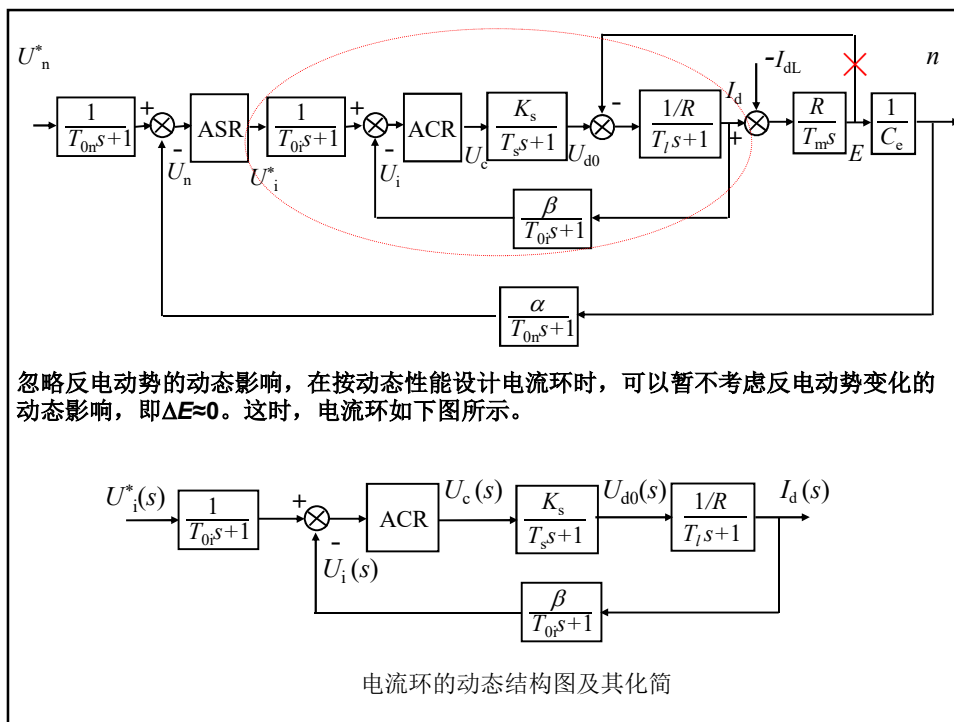 U*n
n
-IdL
Id
1/(T0ns+1)
+
-
ASR
1/(T0is+1)
+
-
ACR
Ks/(Tss+1)
-
(1/R)/(Tls+1)
+
R/(Tms)
1/Ce
Un
U*i
Ui
Uc
Ud0
E
β/(T0is+1)
α/(T0ns+1)
忽略反电动势的动态影响，在按动态性能设计电流环时，可以暂不考虑反电动势变化的
动态影响，即ΔE≈0。这时，电流环如下图所示。
U*i(s)
1/(T0is+1)
+
-
ACR
Uc(s)
Ks/(Tss+1)
Ud0(s)
(1/R)/(Tls+1)
Id(s)
Ui(s)
β/(T0is+1)
电流环的动态结构图及其化简